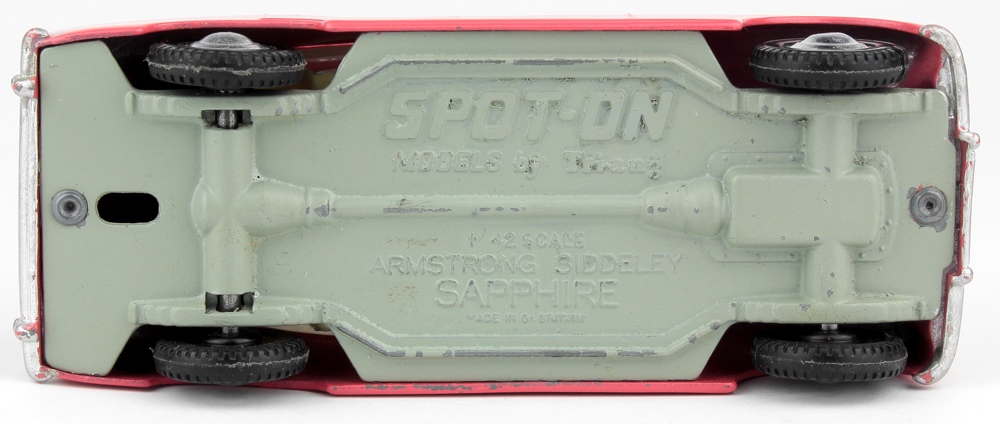 SPOT-ON
MODELS by Tri-ang
1/42 SCALE
ARMSTRONG SIDDELEY
SAPPHIRE
MADE IN Gt BRITAIN